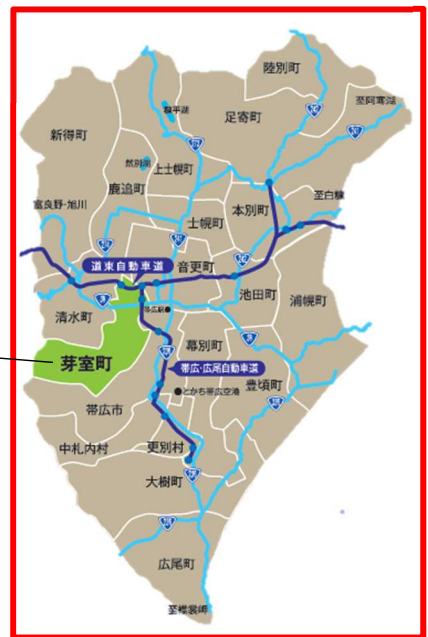 陸別町
足寄町
至阿寒湖
糠平湖
新得町
然別湖
上士幌町
鹿追町
本別町
至白糠
富良野・旭川
士幌町
道東自動車道
音更町
池田町
浦幌町
清水町
帯広駅
幕別町
芽室町
帯広・広尾自動車道
豊頃町
とかち帯広空港
帯広市
更別村
中札内村
大樹町
広尾町
至襟裳岬